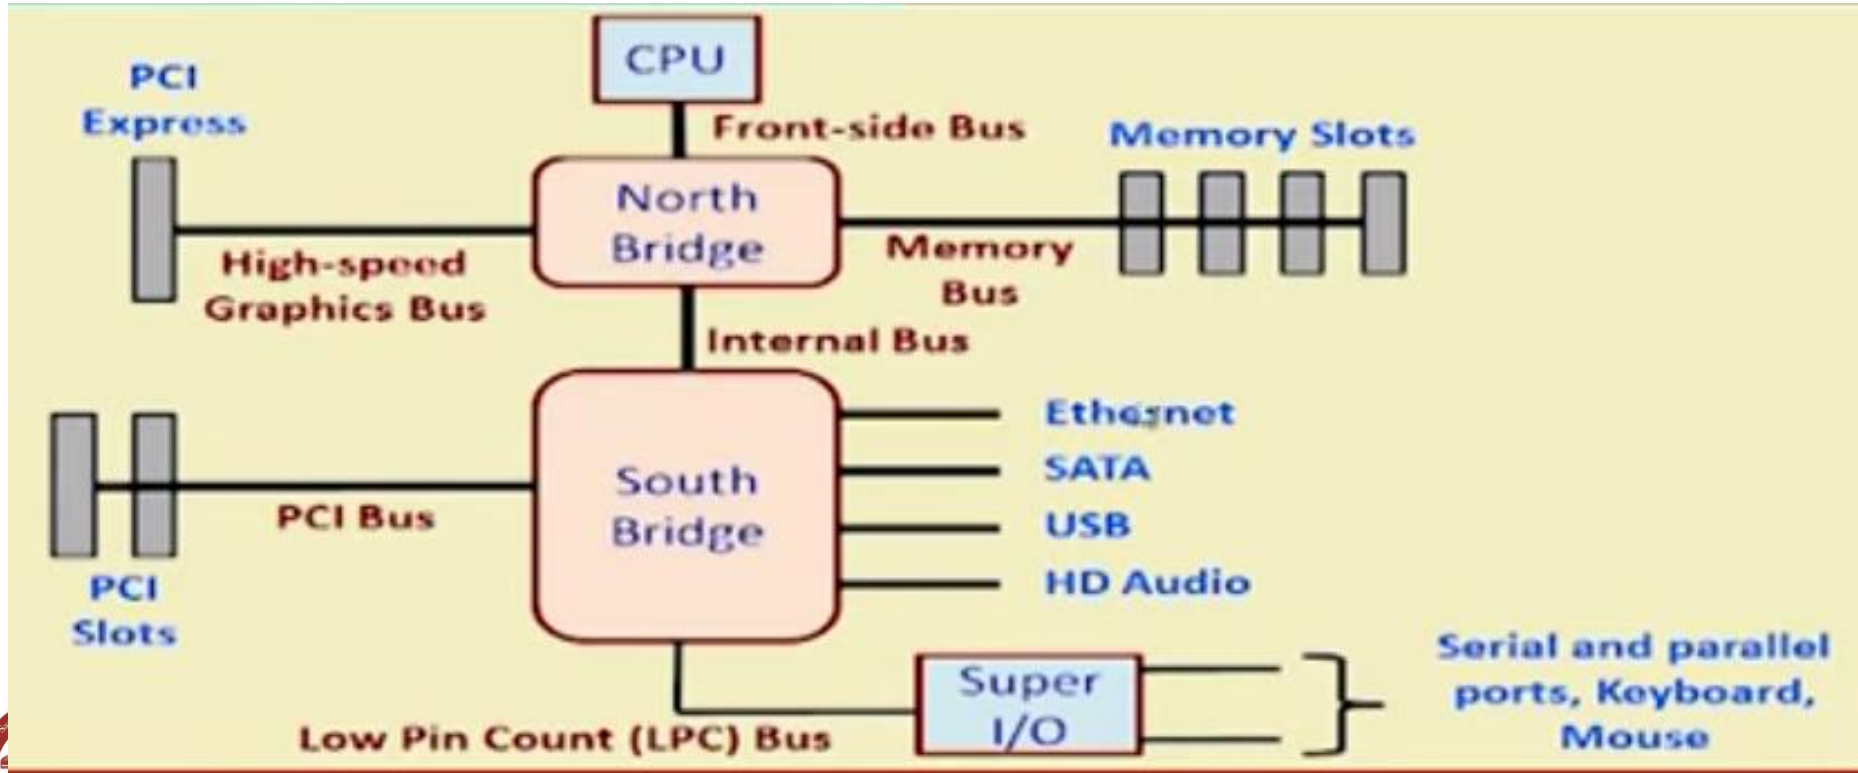 CPU
PCI
Express
Front-side Bus
Memory Slots
North
Bridge
High-speed
Graphics Bus
Memory
Bus
Internal Bus
Ethernet
SATA
South
Bridge
PCI Bus
USB
HD Audio
PCI
Slots
Super
I/O
Serial and parallel
ports, Keyboard,
Mouse
Low Pin Count (LPC) Bus